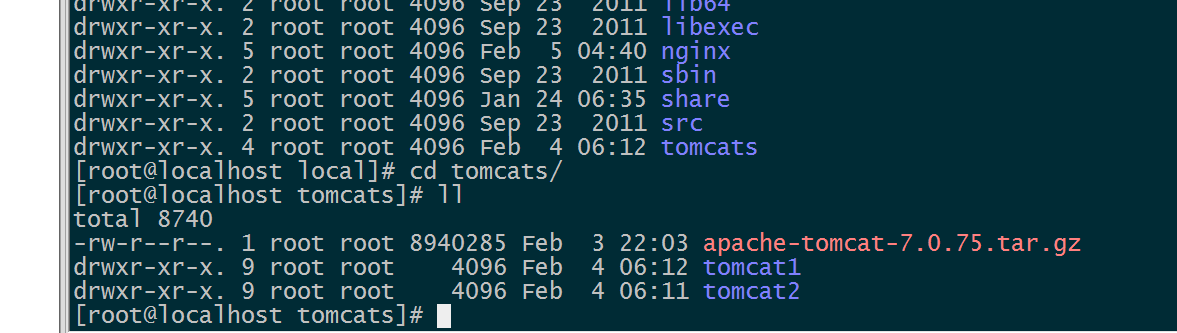 drwxr-xr-x. 2 root root 4096 Sep 23  2011 lib64
drwxr-xr-x. 2 root root 4096 Sep 23  2011 libexec
drwxr-xr-x. 5 root root 4096 Feb  5 04:40 nginx
drwxr-xr-x. 2 root root 4096 Sep 23  2011 sbin
drwxr-xr-x. 5 root root 4096 Jan 24 06:35 share
drwxr-xr-x. 2 root root 4096 Sep 23  2011 src
drwxr-xr-x. 4 root root 4096 Feb  4 06:12 tomcats
[root@localhost local]# cd tomcats/
[root@localhost tomcats]# ll
total 8740
-rw-r--r--. 1 root root 8940285 Feb  3 22:03 apache-tomcat-7.0.75.tar.gz
drwxr-xr-x. 9 root root    4096 Feb  4 06:12 tomcat1
drwxr-xr-x. 9 root root    4096 Feb  4 06:11 tomcat2
[root@localhost tomcats]#